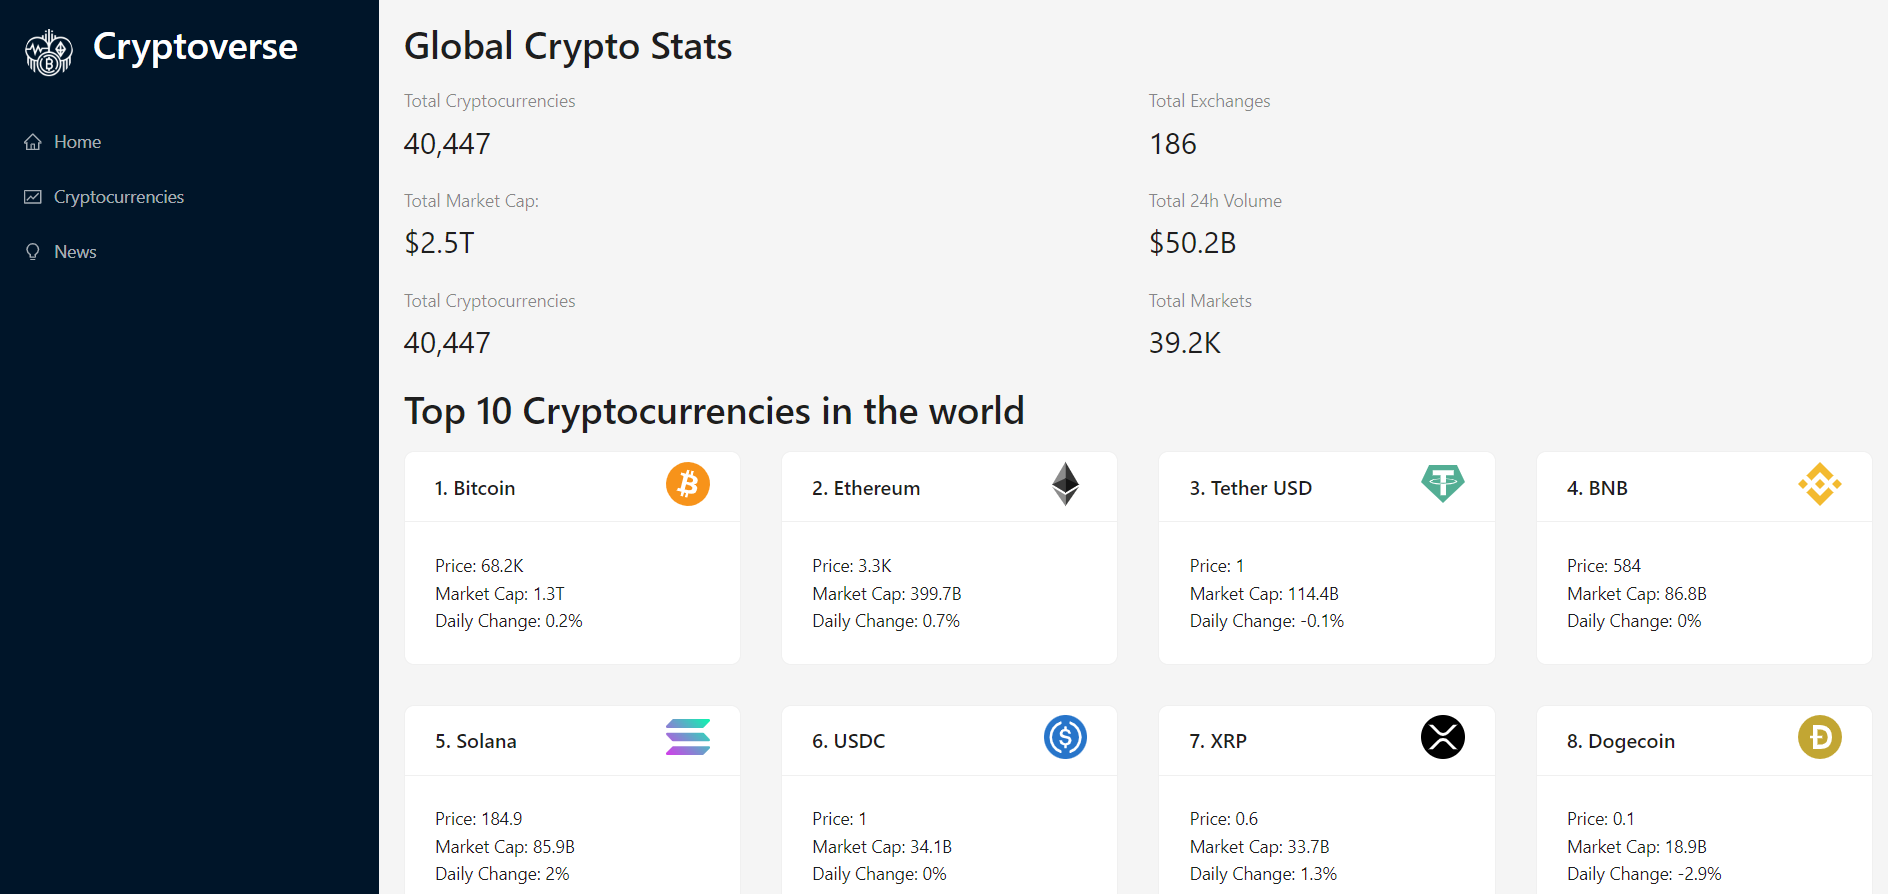 Cryptoverse
Home
Cryptocurrencies
News
Global Crypto Stats
Total Cryptocurrencies
40,447
Total Exchanges
186
Total Market Cap:
$2.5T
Total 24h Volume
$50.2B
Total Cryptocurrencies
40,447
Total Markets
39.2K
Top 10 Cryptocurrencies in the world
1. Bitcoin
Price: 68.2K
Market Cap: 1.3T
Daily Change: 0.2%
2. Ethereum
Price: 3.3K
Market Cap: 399.7B
Daily Change: 0.7%
3. Tether USD
Price: 1
Market Cap: 114.4B
Daily Change: -0.1%
4. BNB
Price: 584
Market Cap: 86.8B
Daily Change: 0%
5. Solana
Price: 184.9
Market Cap: 85.9B
Daily Change: 2%
6. USDC
Price: 1
Market Cap: 34.1B
Daily Change: 0%
7. XRP
Price: 0.6
Market Cap: 33.7B
Daily Change: 1.3%
8. Dogecoin
Price: 0.1
Market Cap: 18.9B
Daily Change: -2.9%